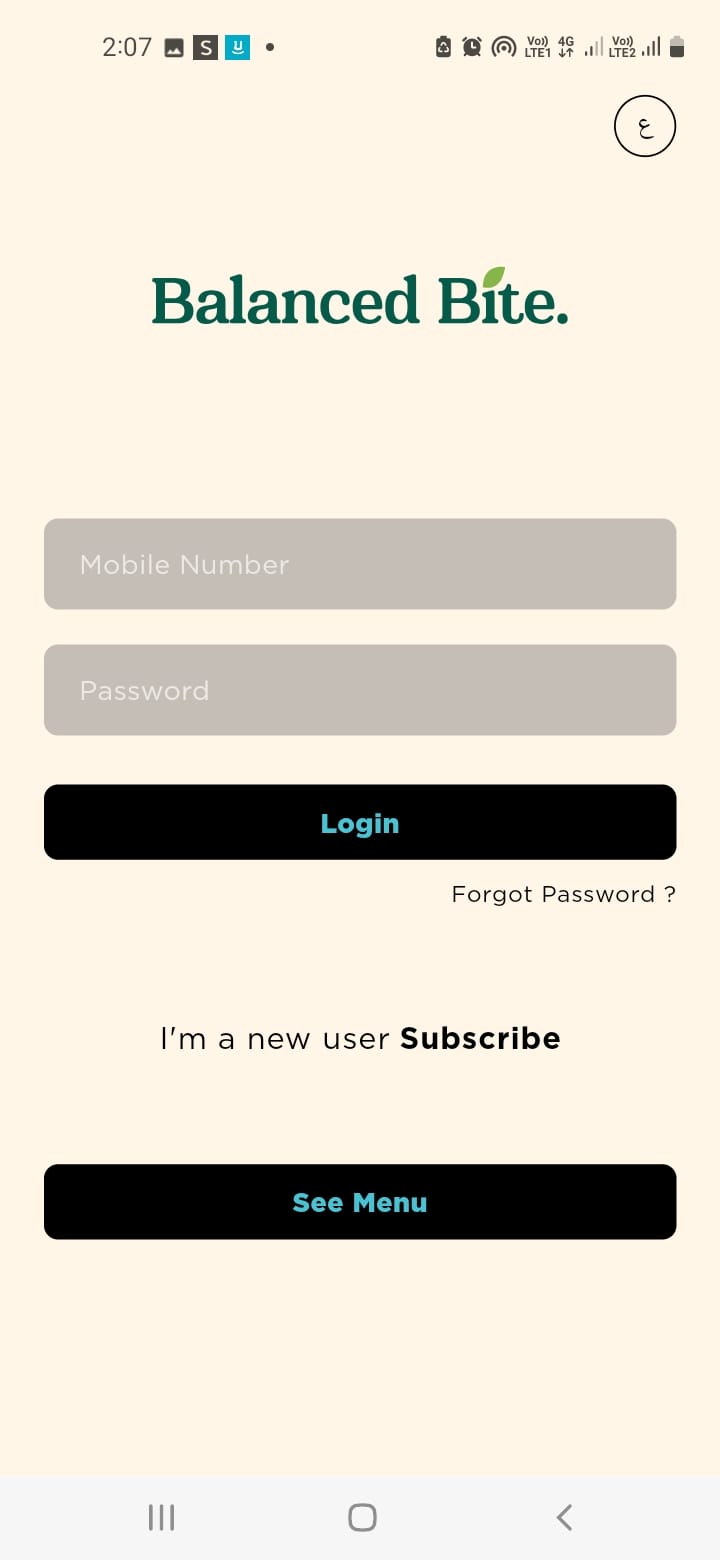 2:07 S
Vo)) LTE1 4G Vo)) LTE2
ع
Balanced Bite.
Mobile Number
Password
Login
Forgot Password ?
I'm a new user Subscribe
See Menu